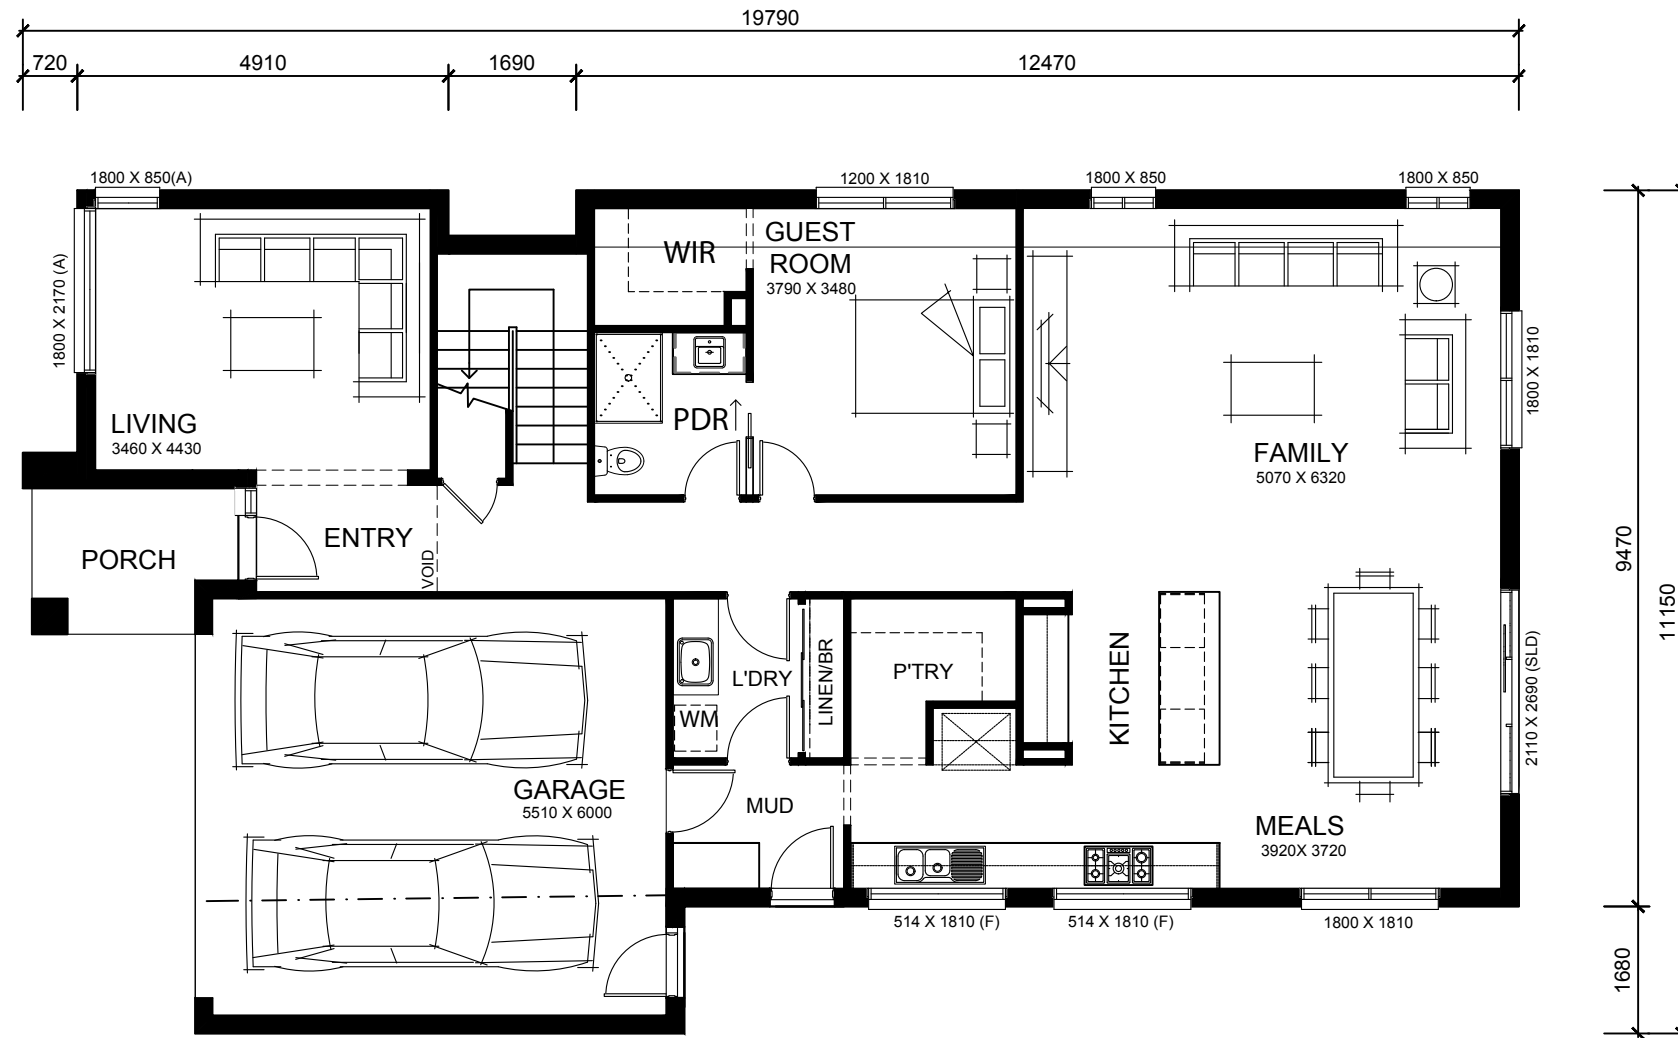 19790
720
4910
1690
12470
1800 X 850(A)
1200 X 1810
1800 X 850
1800 X 850
WIR
GUEST
ROOM
3790 X 3480
1800 X 2170 (A)
1800 X 1810
LIVING
3460 X 4430
PDR
FAMILY
5070 X 6320
ENTRY
PORCH
VOID
9470
11150
L'DRY
LINEN/BR
P'TRY
KITCHEN
2110 X 2690 (SLD)
WM
GARAGE
5510 X 6000
MUD
MEALS
3920X 3720
514 X 1810 (F)
514 X 1810 (F)
1800 X 1810
1680